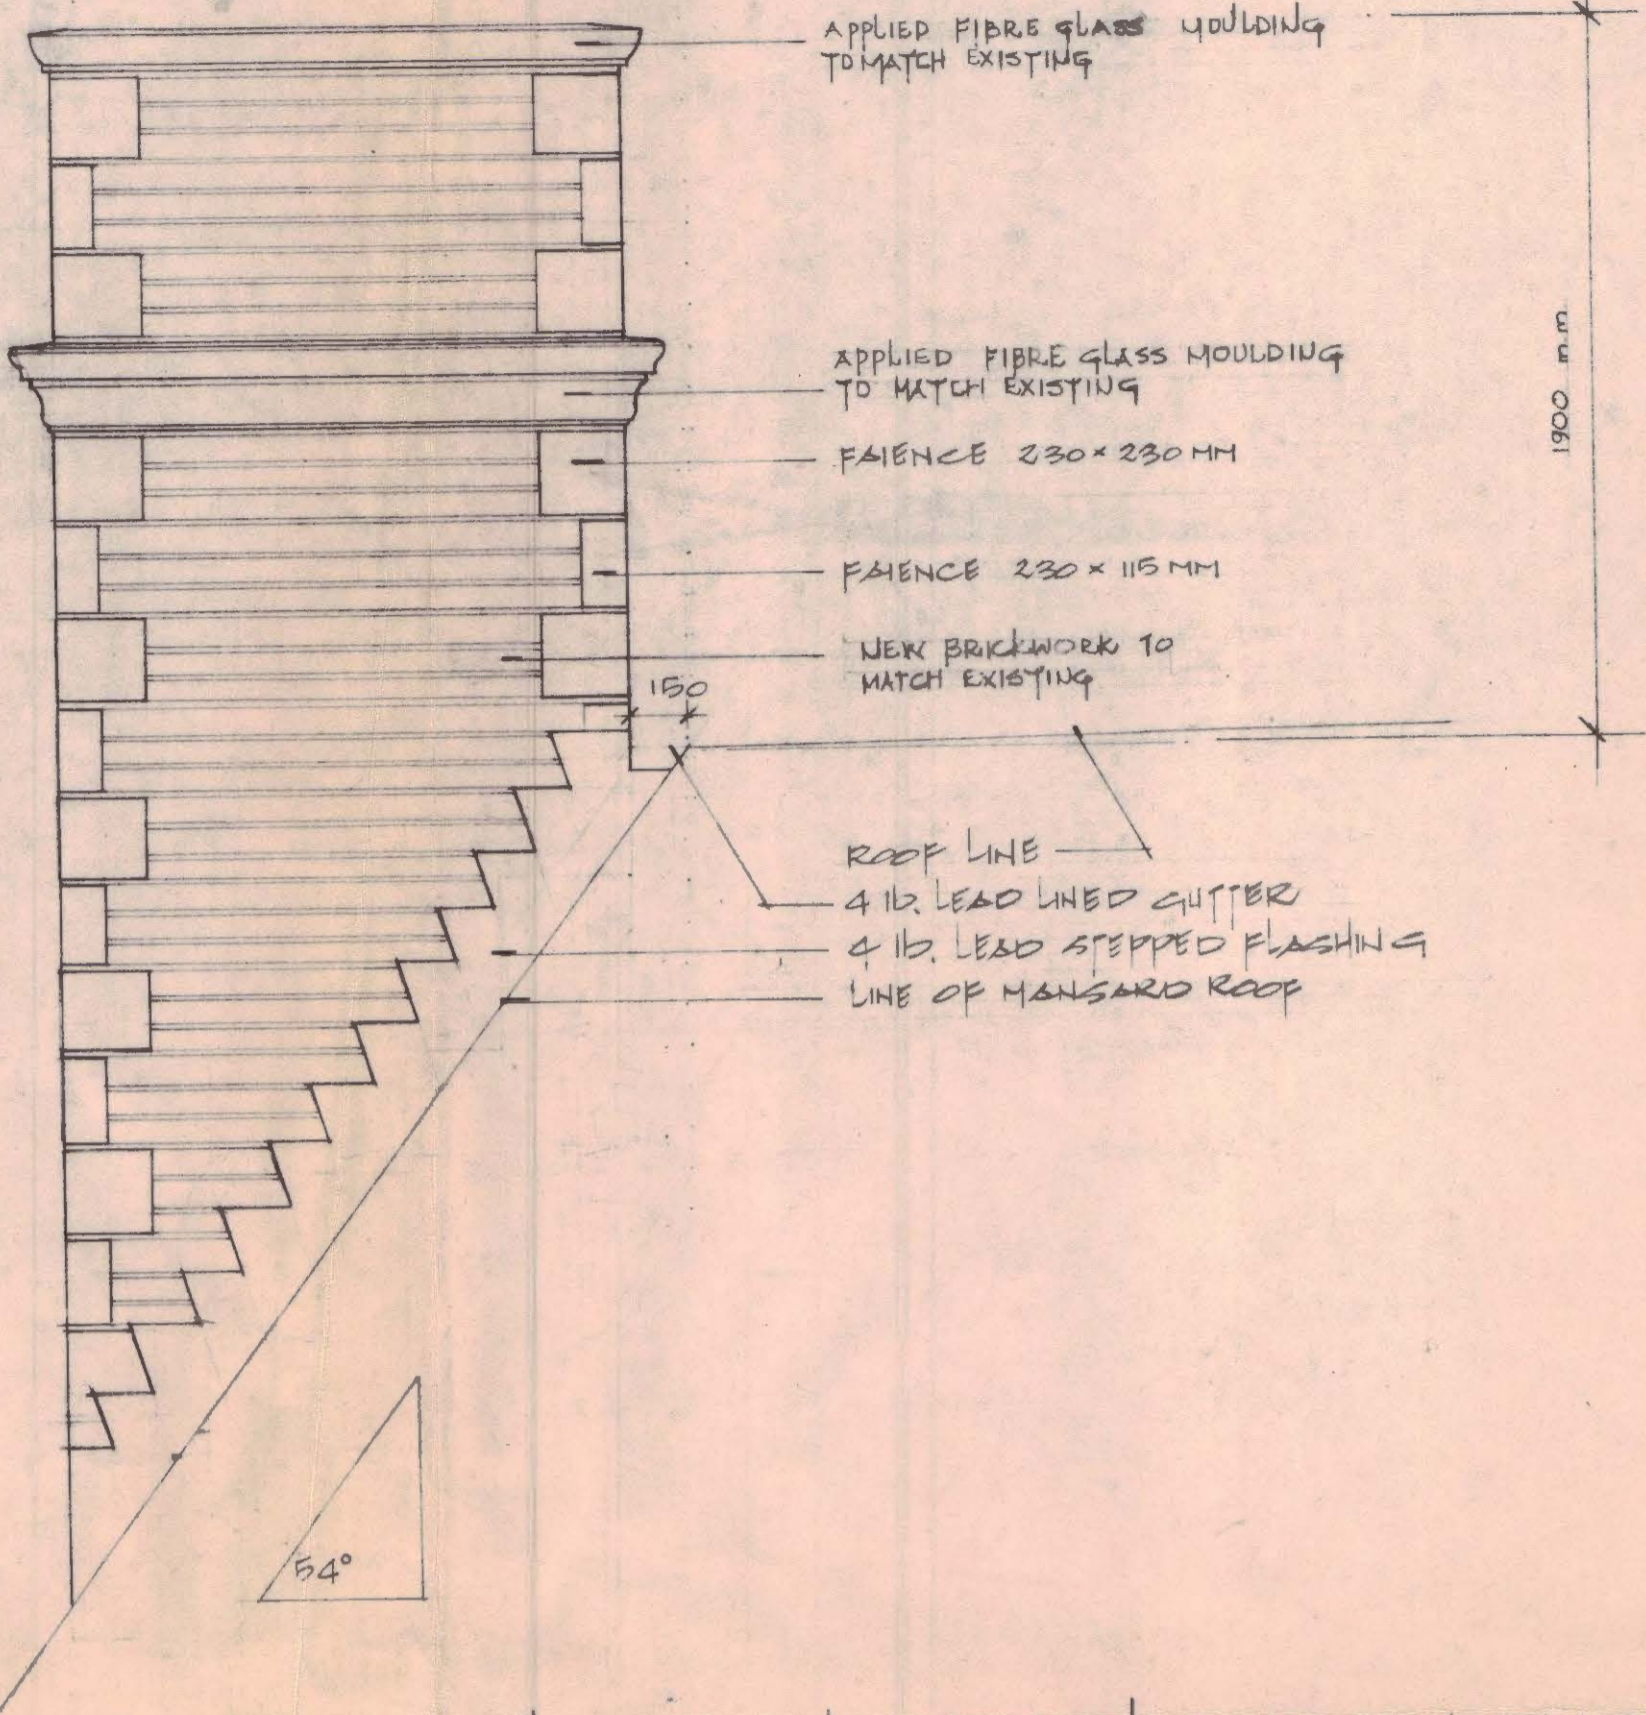 APPLIED FIBRE GLASS MOULDING
TO MATCH EXISTING
APPLIED FIBRE GLASS MOULDING
TO MATCH EXISTING
1900 mm
FAIENCE 230 × 230 MM
FAIENCE 230 × 115 MM
NEW BRICKWORK TO
MATCH EXISTING
150
ROOF LINE
4 lb. LEAD LINED GUTTER
4 lb. LEAD STEPPED FLASHING
LINE OF MANSARD ROOF
54°